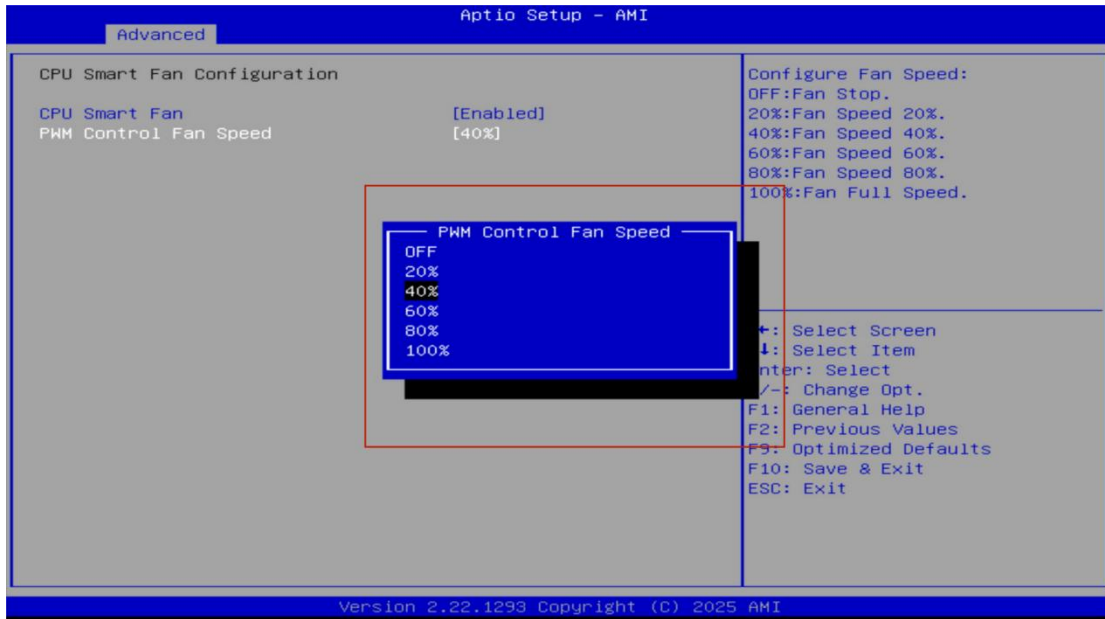 Aptio Setup – AMI
Advanced
CPU Smart Fan Configuration
CPU Smart Fan [Enabled]
PWM Control Fan Speed [40%]
Configure Fan Speed:
OFF:Fan Stop.
20%:Fan Speed 20%.
40%:Fan Speed 40%.
60%:Fan Speed 60%.
80%:Fan Speed 80%.
100%:Fan Full Speed.
PWM Control Fan Speed
OFF
20%
40%
60%
80%
100%
: Select Screen
: Select Item
nter: Select
/-: Change Opt.
F1: General Help
F2: Previous Values
F9: Optimized Defaults
F10: Save & Exit
ESC: Exit
Version 2.22.1293 Copyright (C) 2025 AMI